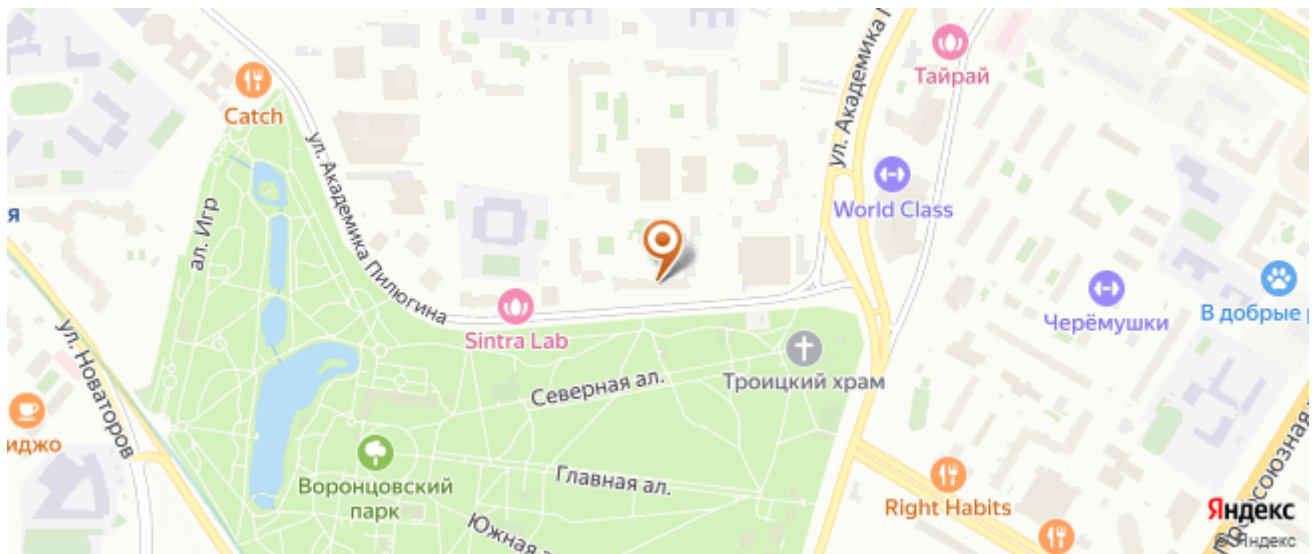 Catch
Тайрай
ул. Академика Пилюгина
ул. Академика
World Class
я
ал. Игр
Черёмушки
В добрые
Sintra Lab
ул. Новаторов
Троицкий храм
Северная ал.
иджо
Воронцовский
парк
Главная ал.
Right Habits
Южная
Яндекс
© Яндекс